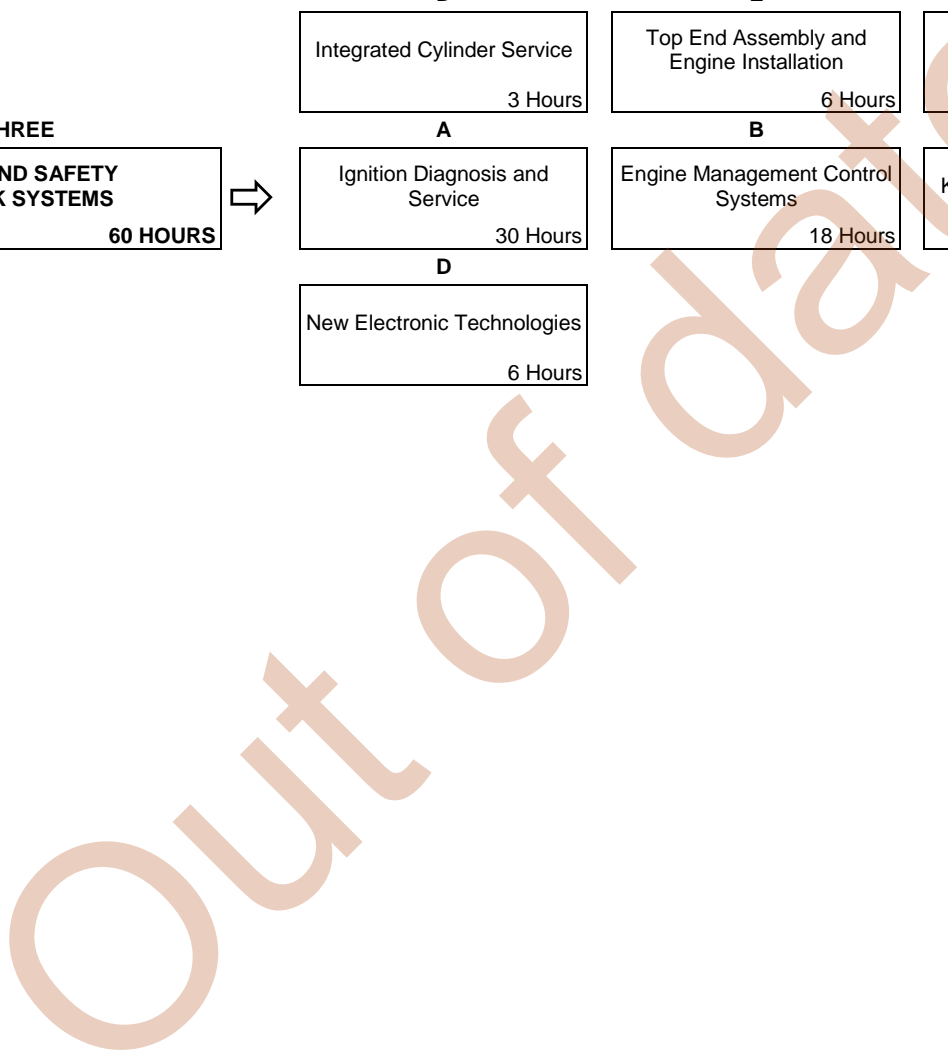 Integrated Cylinder Service
3 Hours
Top End Assembly and
Engine Installation
6 Hours
HREE
A
B
ND SAFETY
K SYSTEMS
60 HOURS
Ignition Diagnosis and
Service
30 Hours
Engine Management Control
Systems
18 Hours
K
D
New Electronic Technologies
6 Hours
Out of date